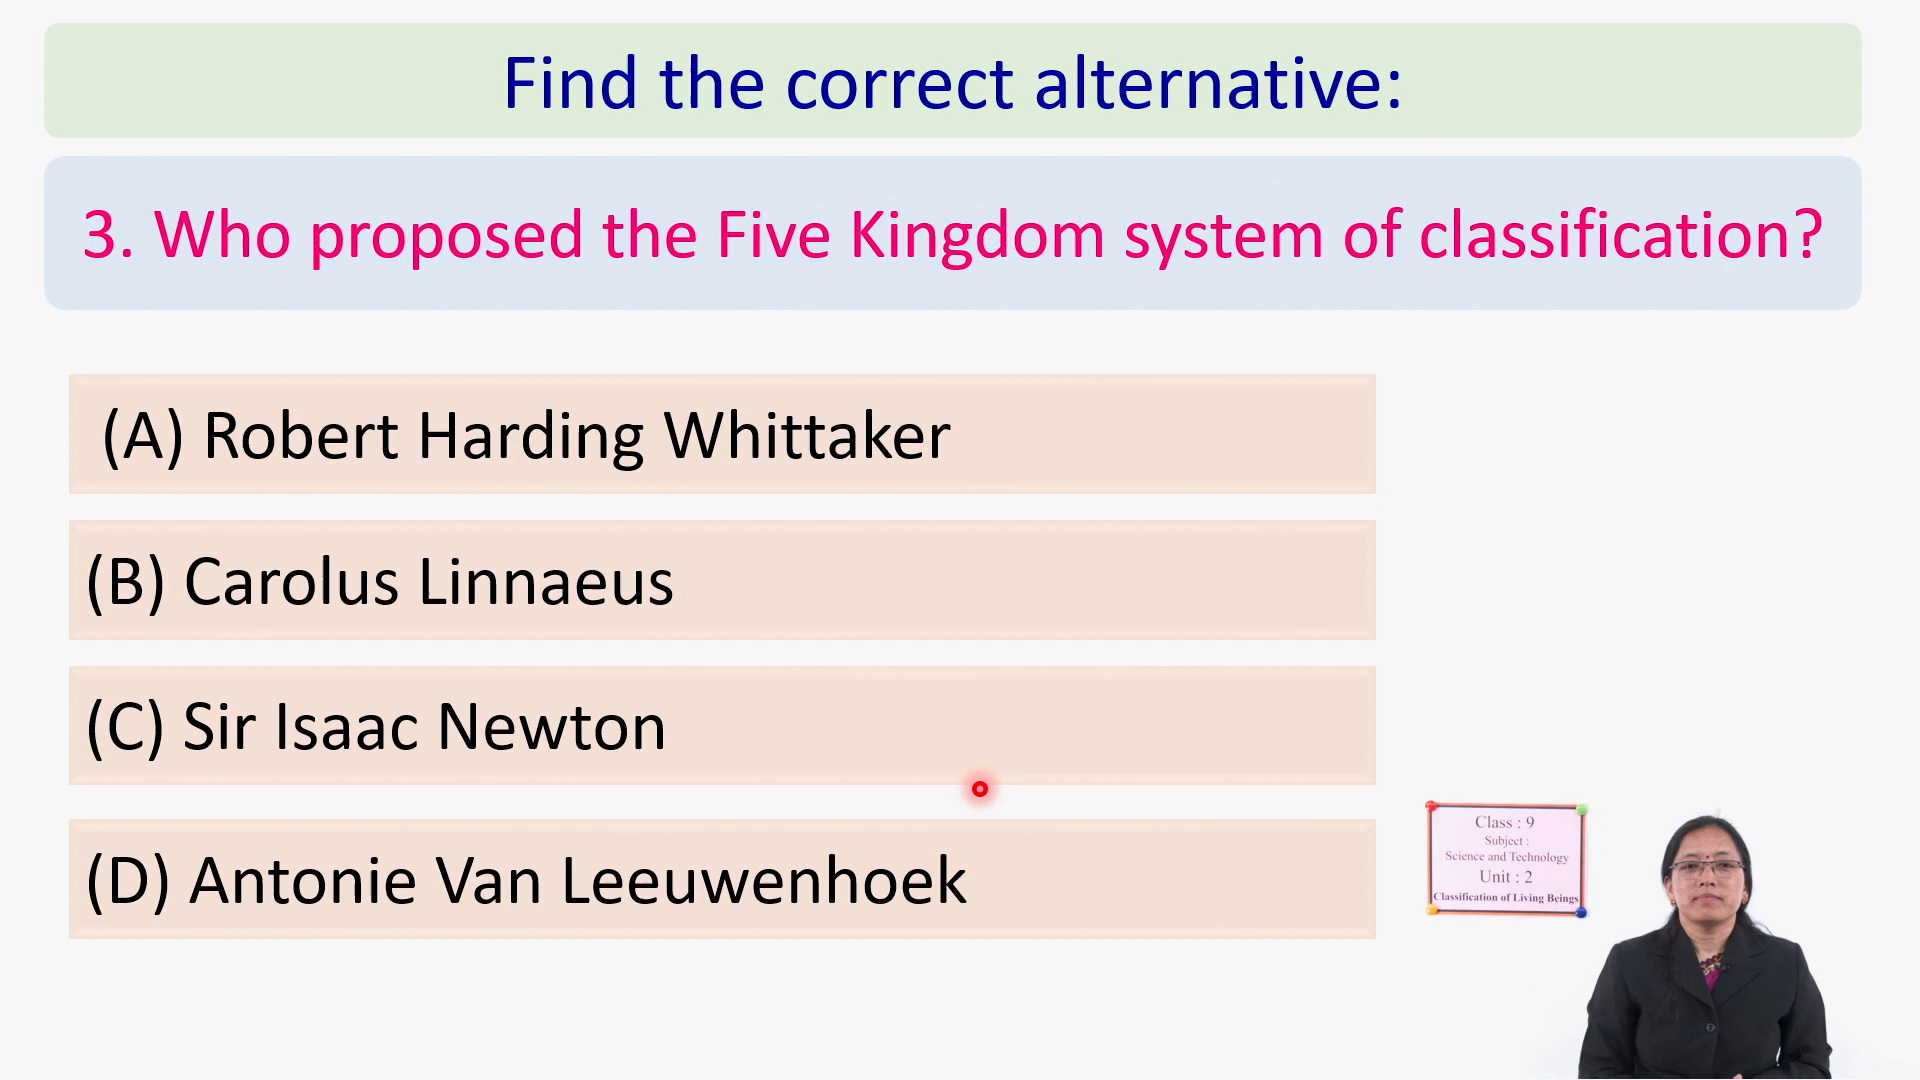 Find the correct alternative:
3. Who proposed the Five Kingdom system of classification?
(A) Robert Harding Whittaker
(B) Carolus Linnaeus
(C) Sir Isaac Newton
(D) Antonie Van Leeuwenhoek
Class : 9
Subject :
Science and Technology
Unit : 2
Classification of Living Beings